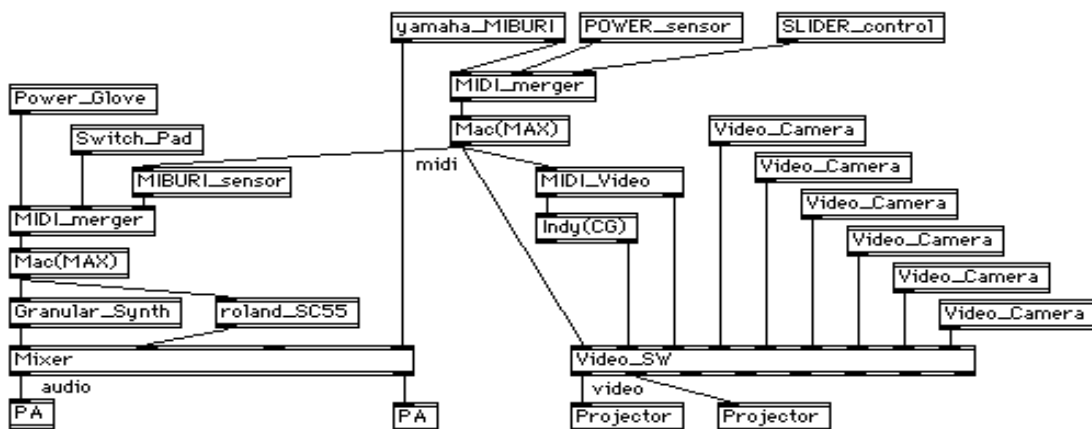 yamaha_MIBURI
POWER_sensor
SLIDER_control
MIDI_merger
Power_Glove
Mac(MAX)
Video_Camera
Switch_Pad
midi
Video_Camera
MIBURI_sensor
MIDI_Video
Video_Camera
MIDI_merger
Indy(CG)
Video_Camera
Mac(MAX)
Video_Camera
Granular_Synth
roland_SC55
Video_Camera
Mixer
Video_SW
audio
video
PA
PA
Projector
Projector